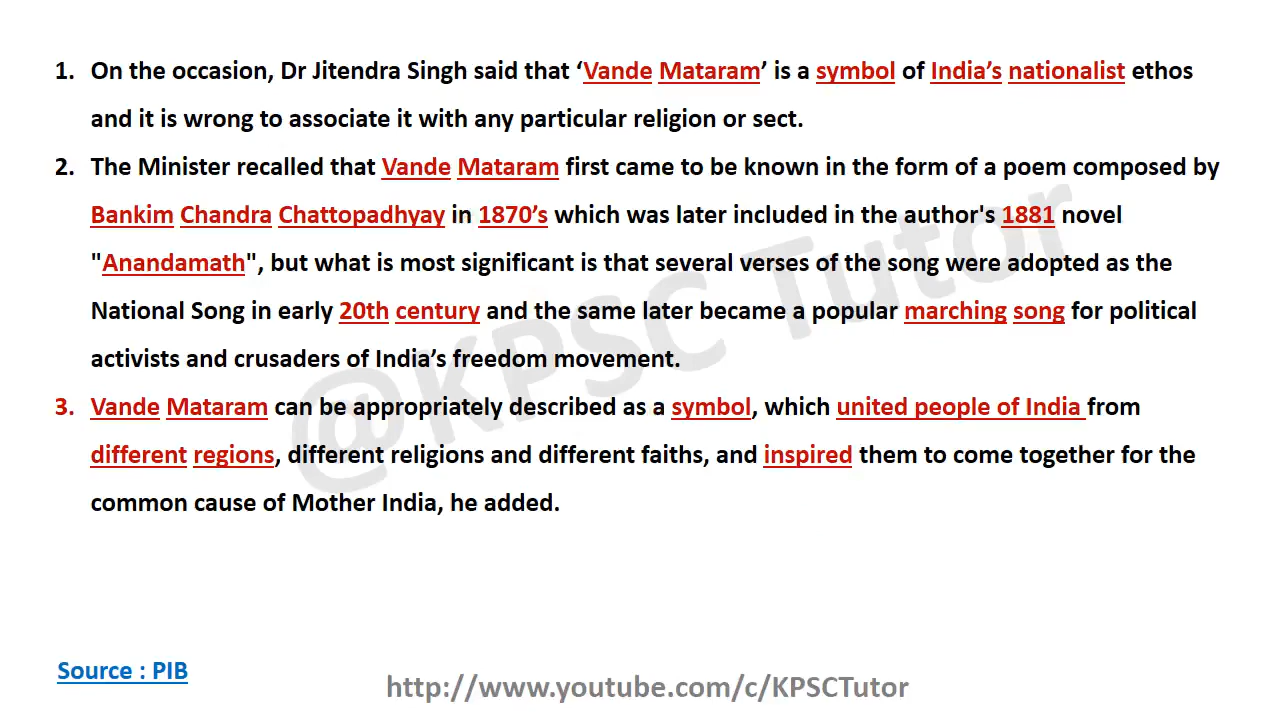 1. On the occasion, Dr Jitendra Singh said that ‘Vande Mataram’ is a symbol of India’s nationalist ethos
and it is wrong to associate it with any particular religion or sect.
2. The Minister recalled that Vande Mataram first came to be known in the form of a poem composed by
Bankim Chandra Chattopadhyay in 1870’s which was later included in the author's 1881 novel
"Anandamath", but what is most significant is that several verses of the song were adopted as the
National Song in early 20th century and the same later became a popular marching song for political
activists and crusaders of India’s freedom movement.
3. Vande Mataram can be appropriately described as a symbol, which united people of India from
different regions, different religions and different faiths, and inspired them to come together for the
common cause of Mother India, he added.
@KPSC Tutor
Source : PIB
http://www.youtube.com/c/KPSCTutor